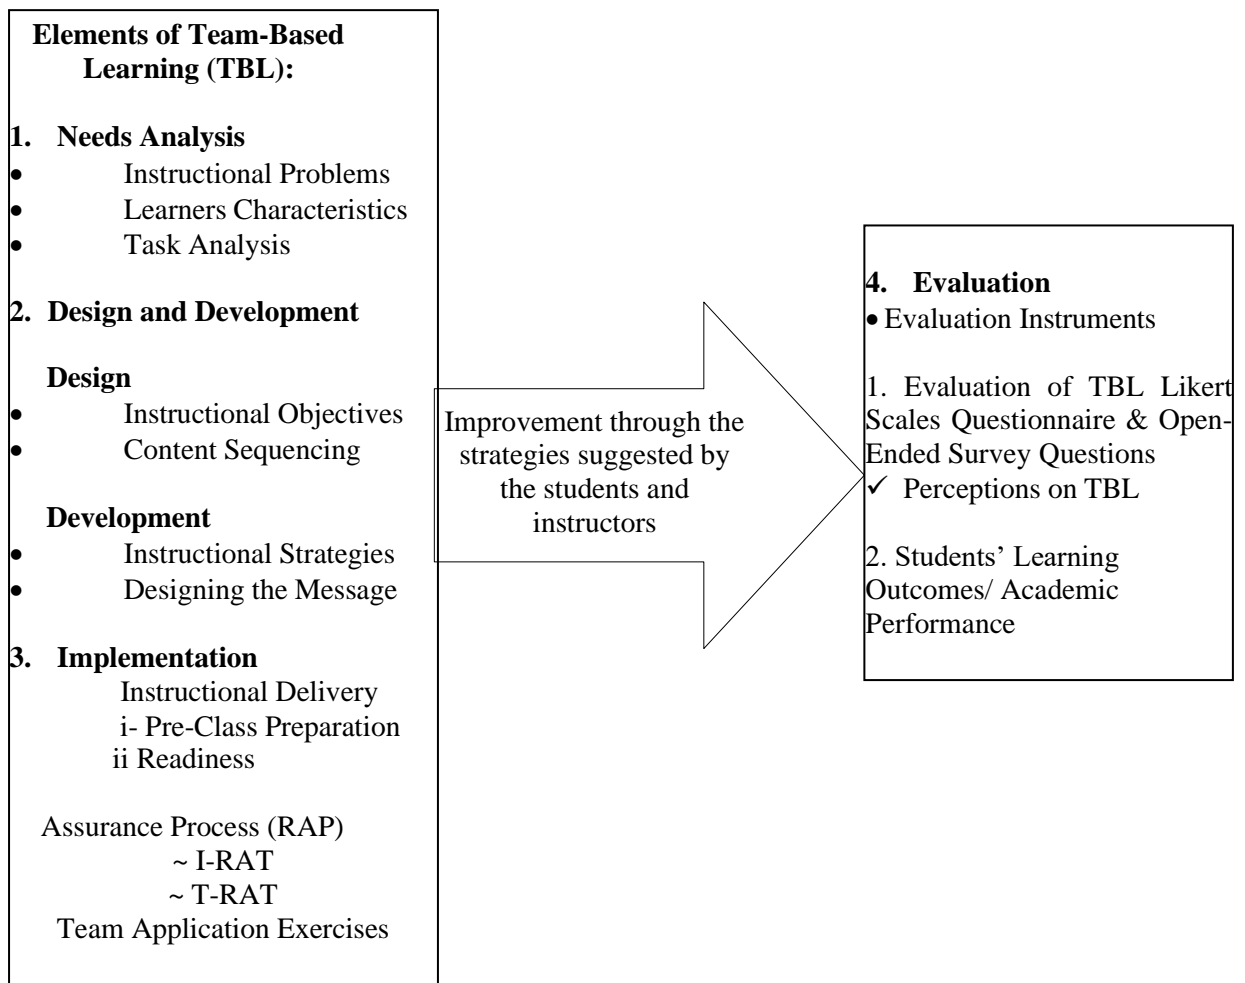 Elements of Team-Based
Learning (TBL):
1. Needs Analysis
• Instructional Problems
• Learners Characteristics
• Task Analysis
2. Design and Development
Design
• Instructional Objectives
• Content Sequencing
Development
• Instructional Strategies
• Designing the Message
3. Implementation
Instructional Delivery
i- Pre-Class Preparation
ii Readiness
Assurance Process (RAP)
~ I-RAT
~ T-RAT
Team Application Exercises
Improvement through the
strategies suggested by
the students and
instructors
4. Evaluation
• Evaluation Instruments
1. Evaluation of TBL Likert
Scales Questionnaire & Open-
Ended Survey Questions
✓ Perceptions on TBL
2. Students’ Learning
Outcomes/ Academic
Performance